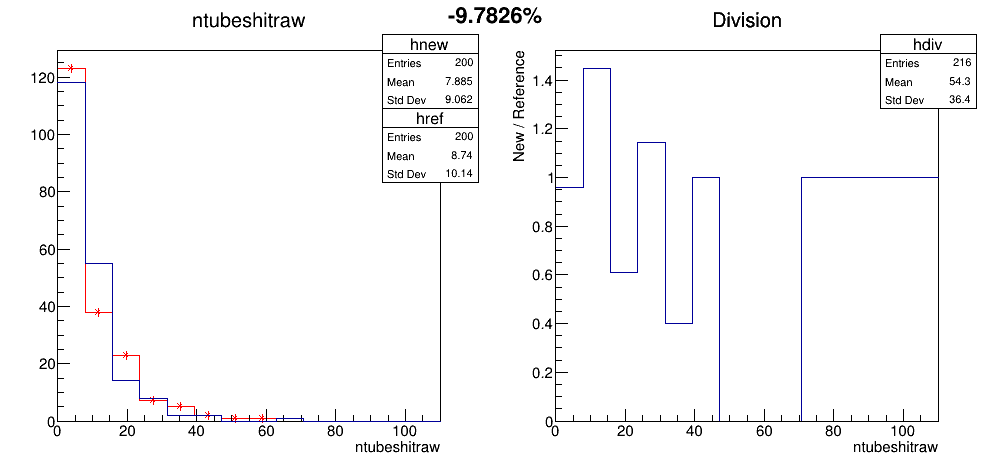 -9.7826%
ntubeshitraw
hnew
Entries 200
Mean 7.885
Std Dev 9.062
href
Entries 200
Mean 8.74
Std Dev 10.14
120
100
80
60
40
20
0
0 20 40 60 80 100
ntubeshitraw
Division
hdiv
Entries 216
Mean 54.3
Std Dev 36.4
New / Reference
1.4
1.2
1
0.8
0.6
0.4
0.2
0
0 20 40 60 80 100
ntubeshitraw